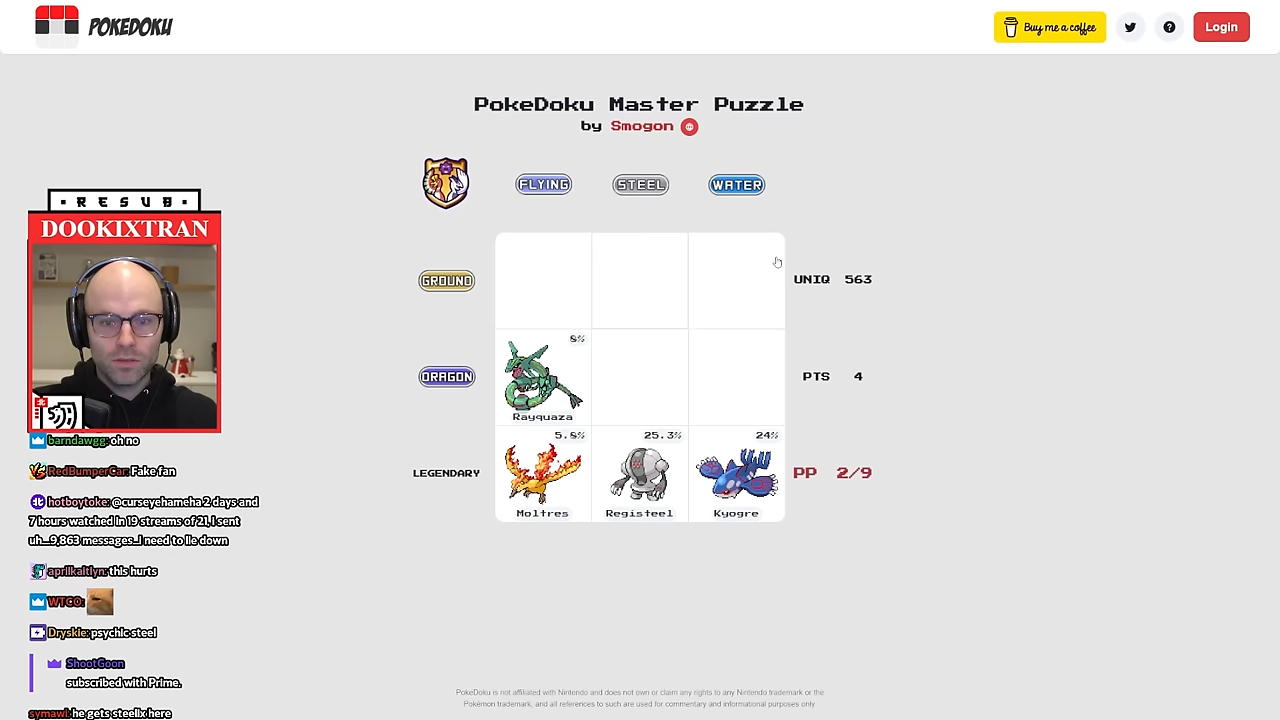 POKEDOKU
Buy me a coffee
Login
PokeDoku Master Puzzle
by Smogon
FLYING
STEEL
WATER
GROUND
UNIQ 563
DRAGON
8%
Rayquaza
PTS 4
LEGENDARY
5.8%
Moltres
25.3%
Registeel
24%
Kyogre
PP 2/9
RESUB
DOOKIXTRAN
barndawgg: oh no
RedBumperCar: Fake fan
hotboytoke: @curseyehameha 2 days and
7 hours watched in 19 streams of 21, I sent
uh...9,863 messages..I need to lie down
aprilkaitlyn: this hurts
WTCO:
Dryskie: psychic steel
ShootGoon
subscribed with Prime.
symawl: he gets steelix here
PokeDoku is not affiliated with Nintendo and does not own or claim any rights to any Nintendo trademark or the
Pokémon trademark, and all references to such are used for commentary and informational purposes only